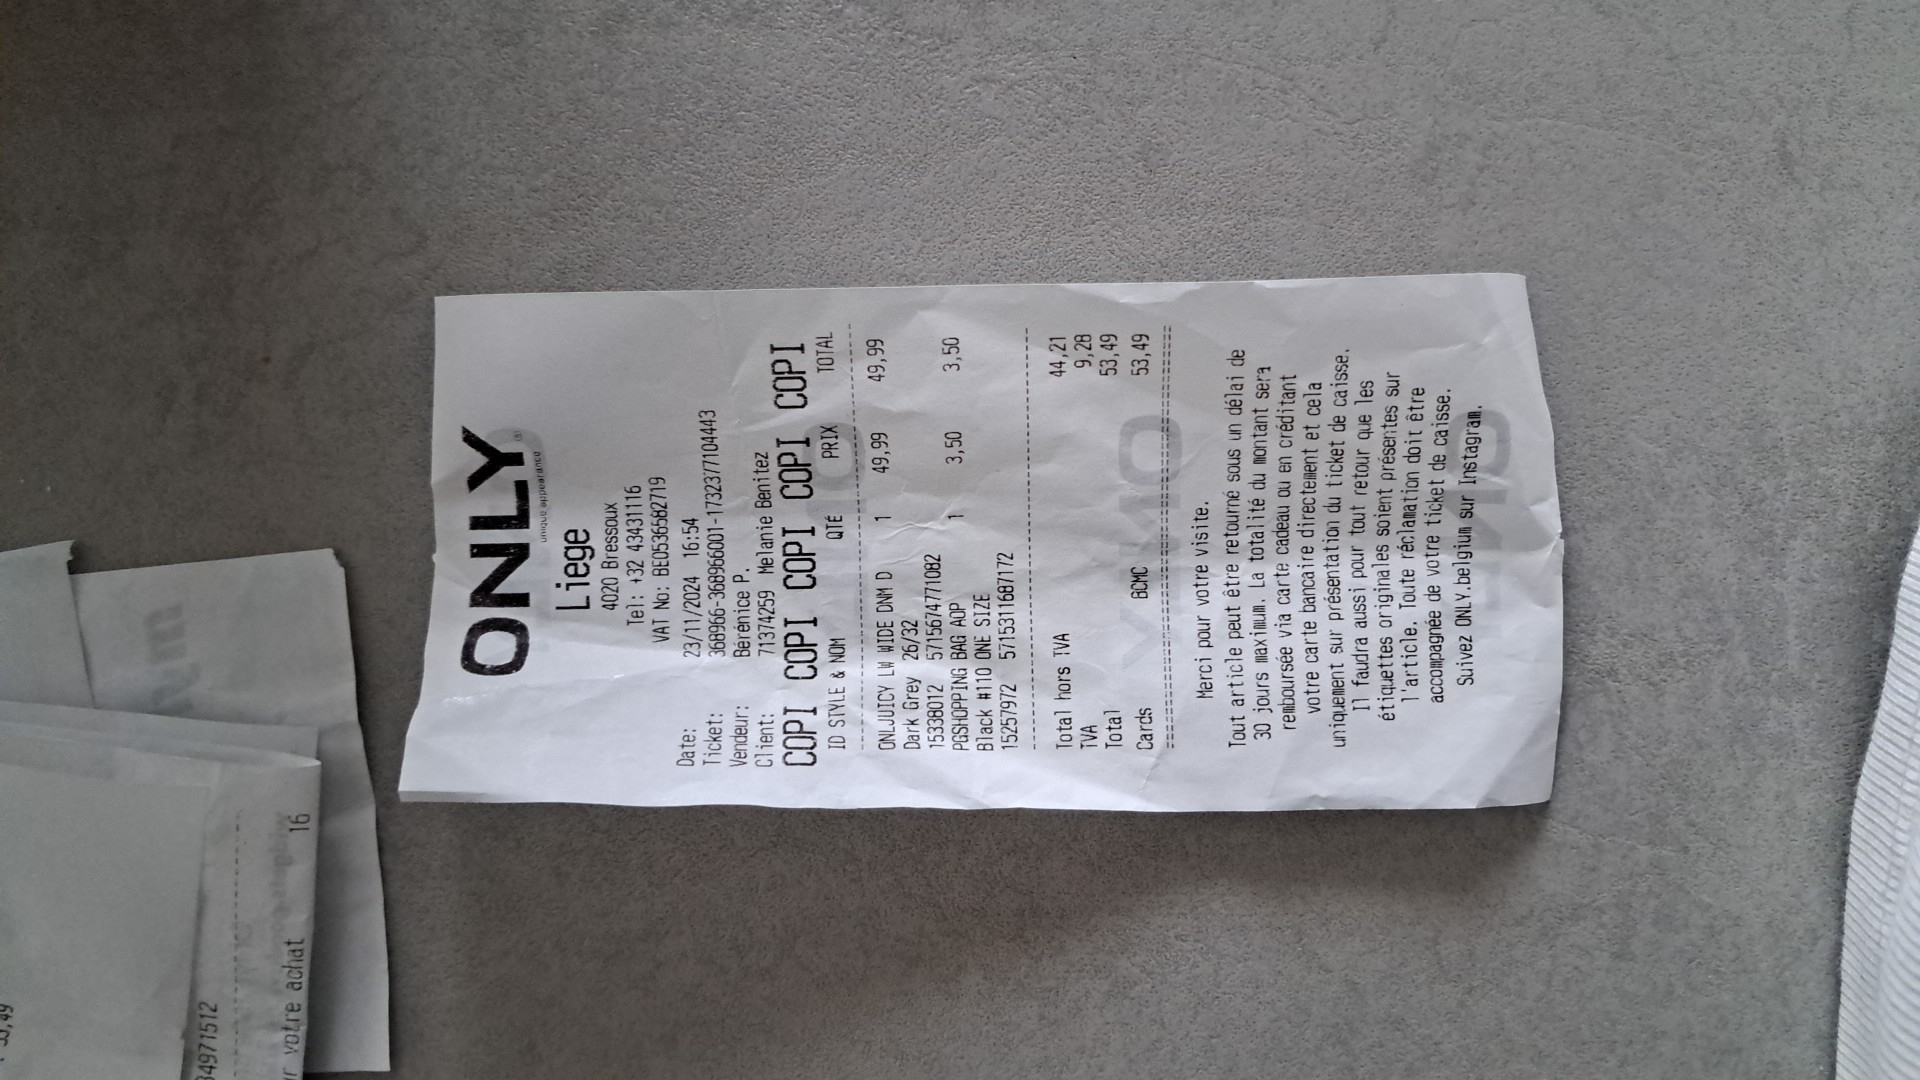 ONLY
unique appearance
Liege
4020 Bressoux
Tel: +32 43431116
VAT No: BE0536582719
Date: 23/11/2024 16:54
Ticket: 368966-368966001-1732377104443
Vendeur: Bérénice P.
Client: 71374259 Melanie Benitez
COPI COPI COPI COPI COPI COPI
ID STYLE & NOM QTÉ PRIX TOTAL
ONLJUICY LW WIDE DNM D 1 49,99 49,99
Dark Grey 26/32
15338012 5715674771082
PGSHOPPING BAG AOP 1 3,50 3,50
Black #110 ONE SIZE
15257972 5715311687172
Total hors TVA 44,21
TVA 9,28
Total 53,49
Cards BCMC 53,49
Merci pour votre visite.
Tout article peut être retourné sous un délai de
30 jours maximum. La totalité du montant sera
remboursée via carte cadeau ou en créditant
votre carte bancaire directement et cela
uniquement sur présentation du ticket de caisse.
Il faudra aussi pour tout retour que les
étiquettes originales soient présentes sur
l'article. Toute réclamation doit être
accompagnée de votre ticket de caisse.
Suivez ONLY.belgium sur Instagram.
34971512
votre achat 16